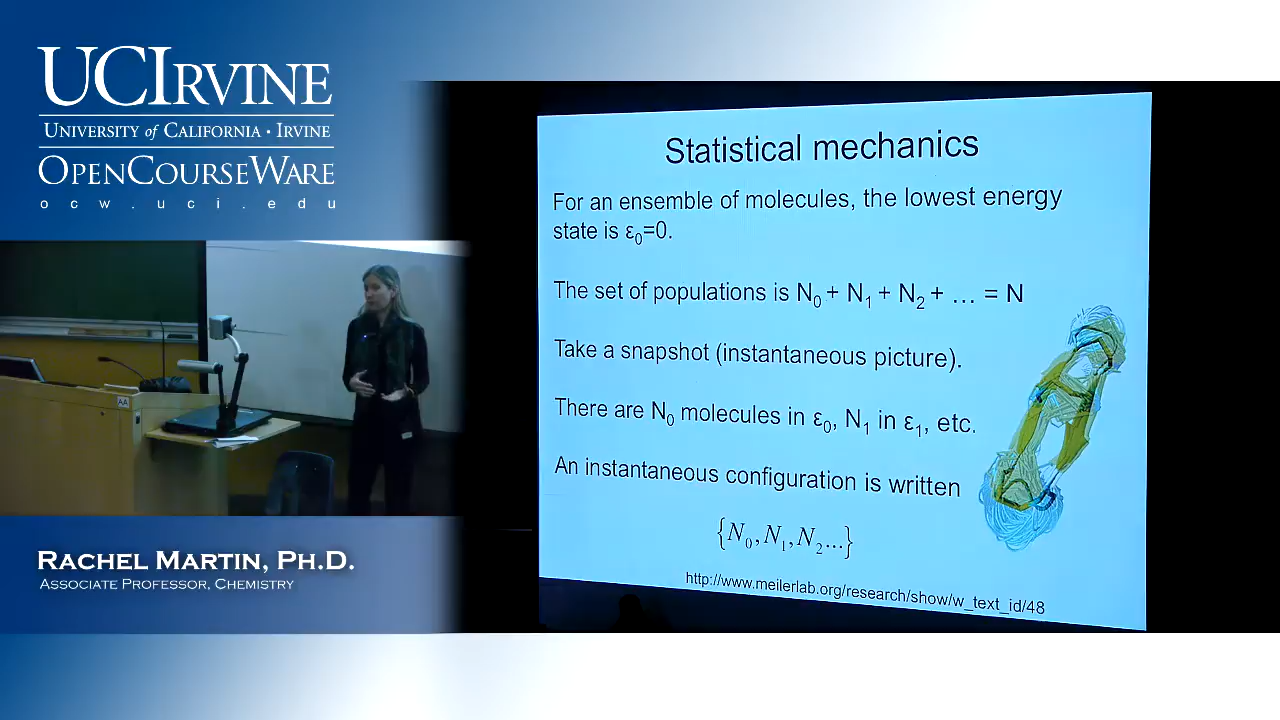 UCIRVINE
UNIVERSITY of CALIFORNIA · IRVINE
OPENCOURSEWARE
ocw.uci.edu
AA
RACHEL MARTIN, PH.D.
ASSOCIATE PROFESSOR, CHEMISTRY
Statistical mechanics
For an ensemble of molecules, the lowest energy
state is ε₀=0.
The set of populations is N₀ + N₁ + N₂ + … = N
Take a snapshot (instantaneous picture).
There are N₀ molecules in ε₀, N₁ in ε₁, etc.
An instantaneous configuration is written
{N₀,N₁,N₂...}
http://www.meilerlab.org/research/show/w_text_id/48